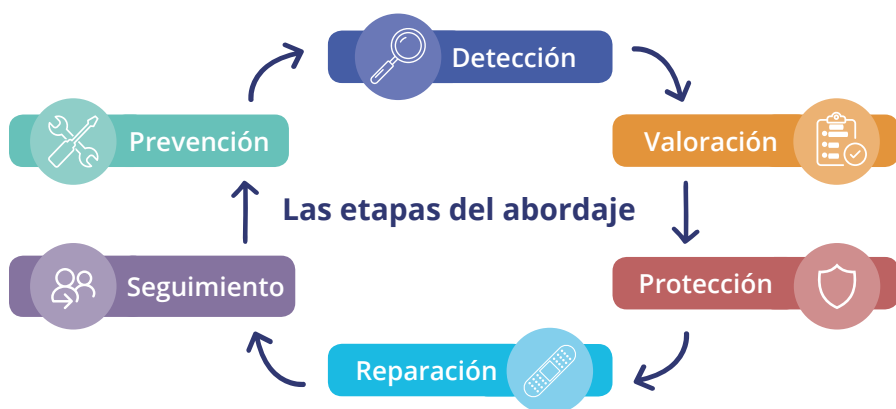 Detección
Prevención
Valoración
Las etapas del abordaje
Seguimiento
Protección
Reparación